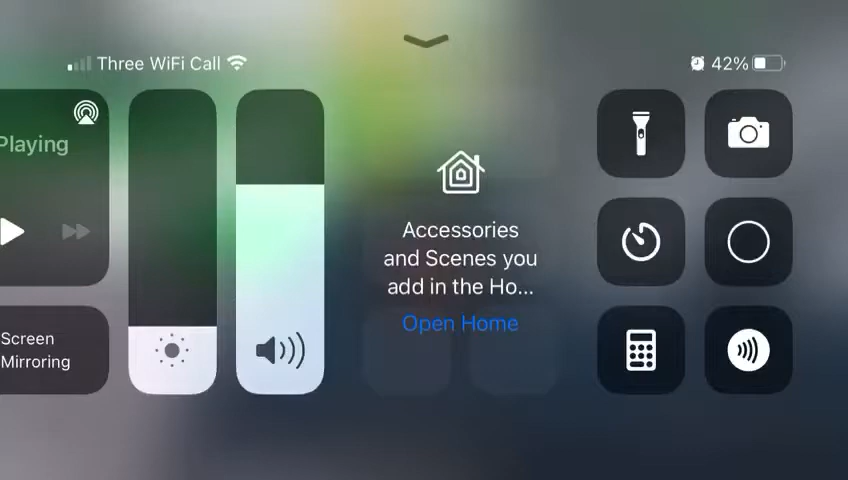 Three WiFi Call
42%
Playing
Screen
Mirroring
Accessories
and Scenes you
add in the Ho...
Open Home